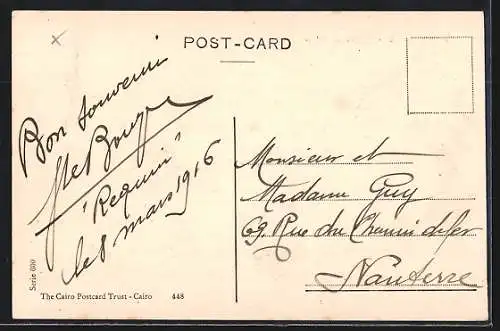 POST-CARD
Bon souvenir
"Requin"
le 8 mars 1916
Monsieur et
Madame Guy
69. Rue du Chemin de fer
Nanterre
Serie 600
The Cairo Postcard Trust - Cairo 448